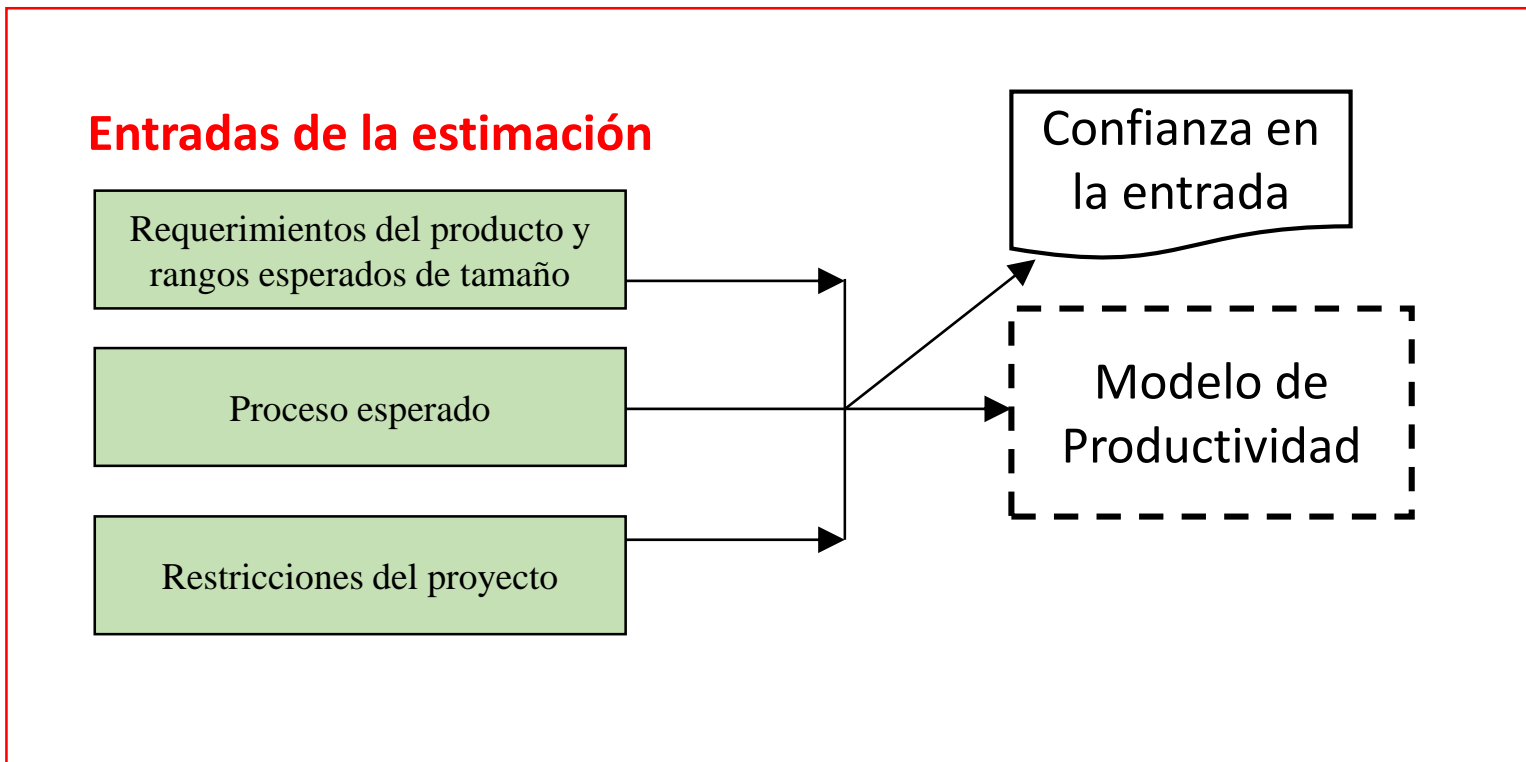 Entradas de la estimación
Requerimientos del producto y
rangos esperados de tamaño
Proceso esperado
Restricciones del proyecto
Confianza en
la entrada
Modelo de
Productividad